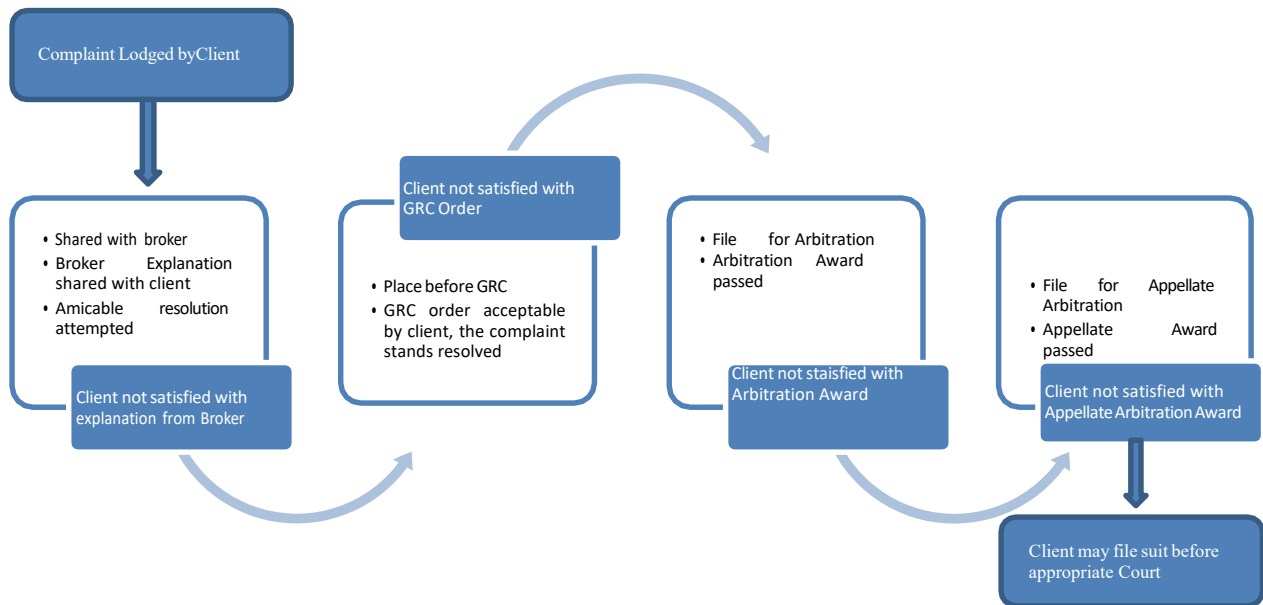 Complaint Lodged byClient
• Shared with broker
• Broker Explanation
shared with client
• Amicable resolution
attempted
Client not satisfied with
explanation from Broker
Client not satisfied with
GRC Order
• Place before GRC
• GRC order acceptable
by client, the complaint
stands resolved
• File for Arbitration
• Arbitration Award
passed
Client not staisfied with
Arbitration Award
• File for Appellate
Arbitration
• Appellate Award
passed
Client not satisfied with
Appellate Arbitration Award
Client may file suit before
appropriate Court